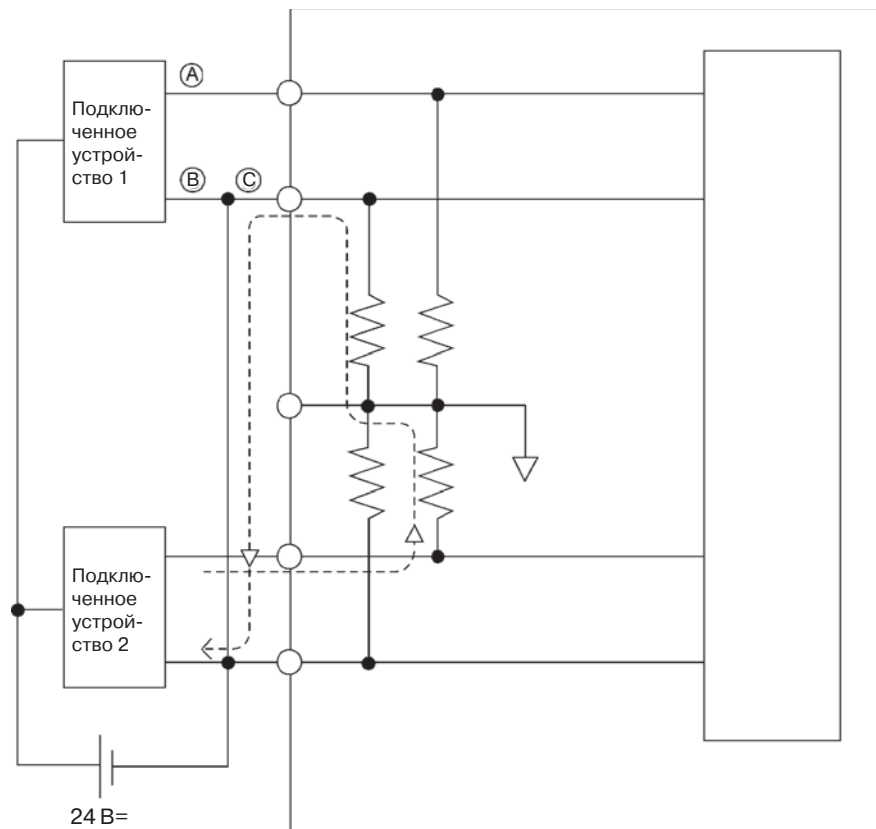 A
Подклю-
ченное
устрой-
ство 1
B C
Подклю-
ченное
устрой-
ство 2
24 В=